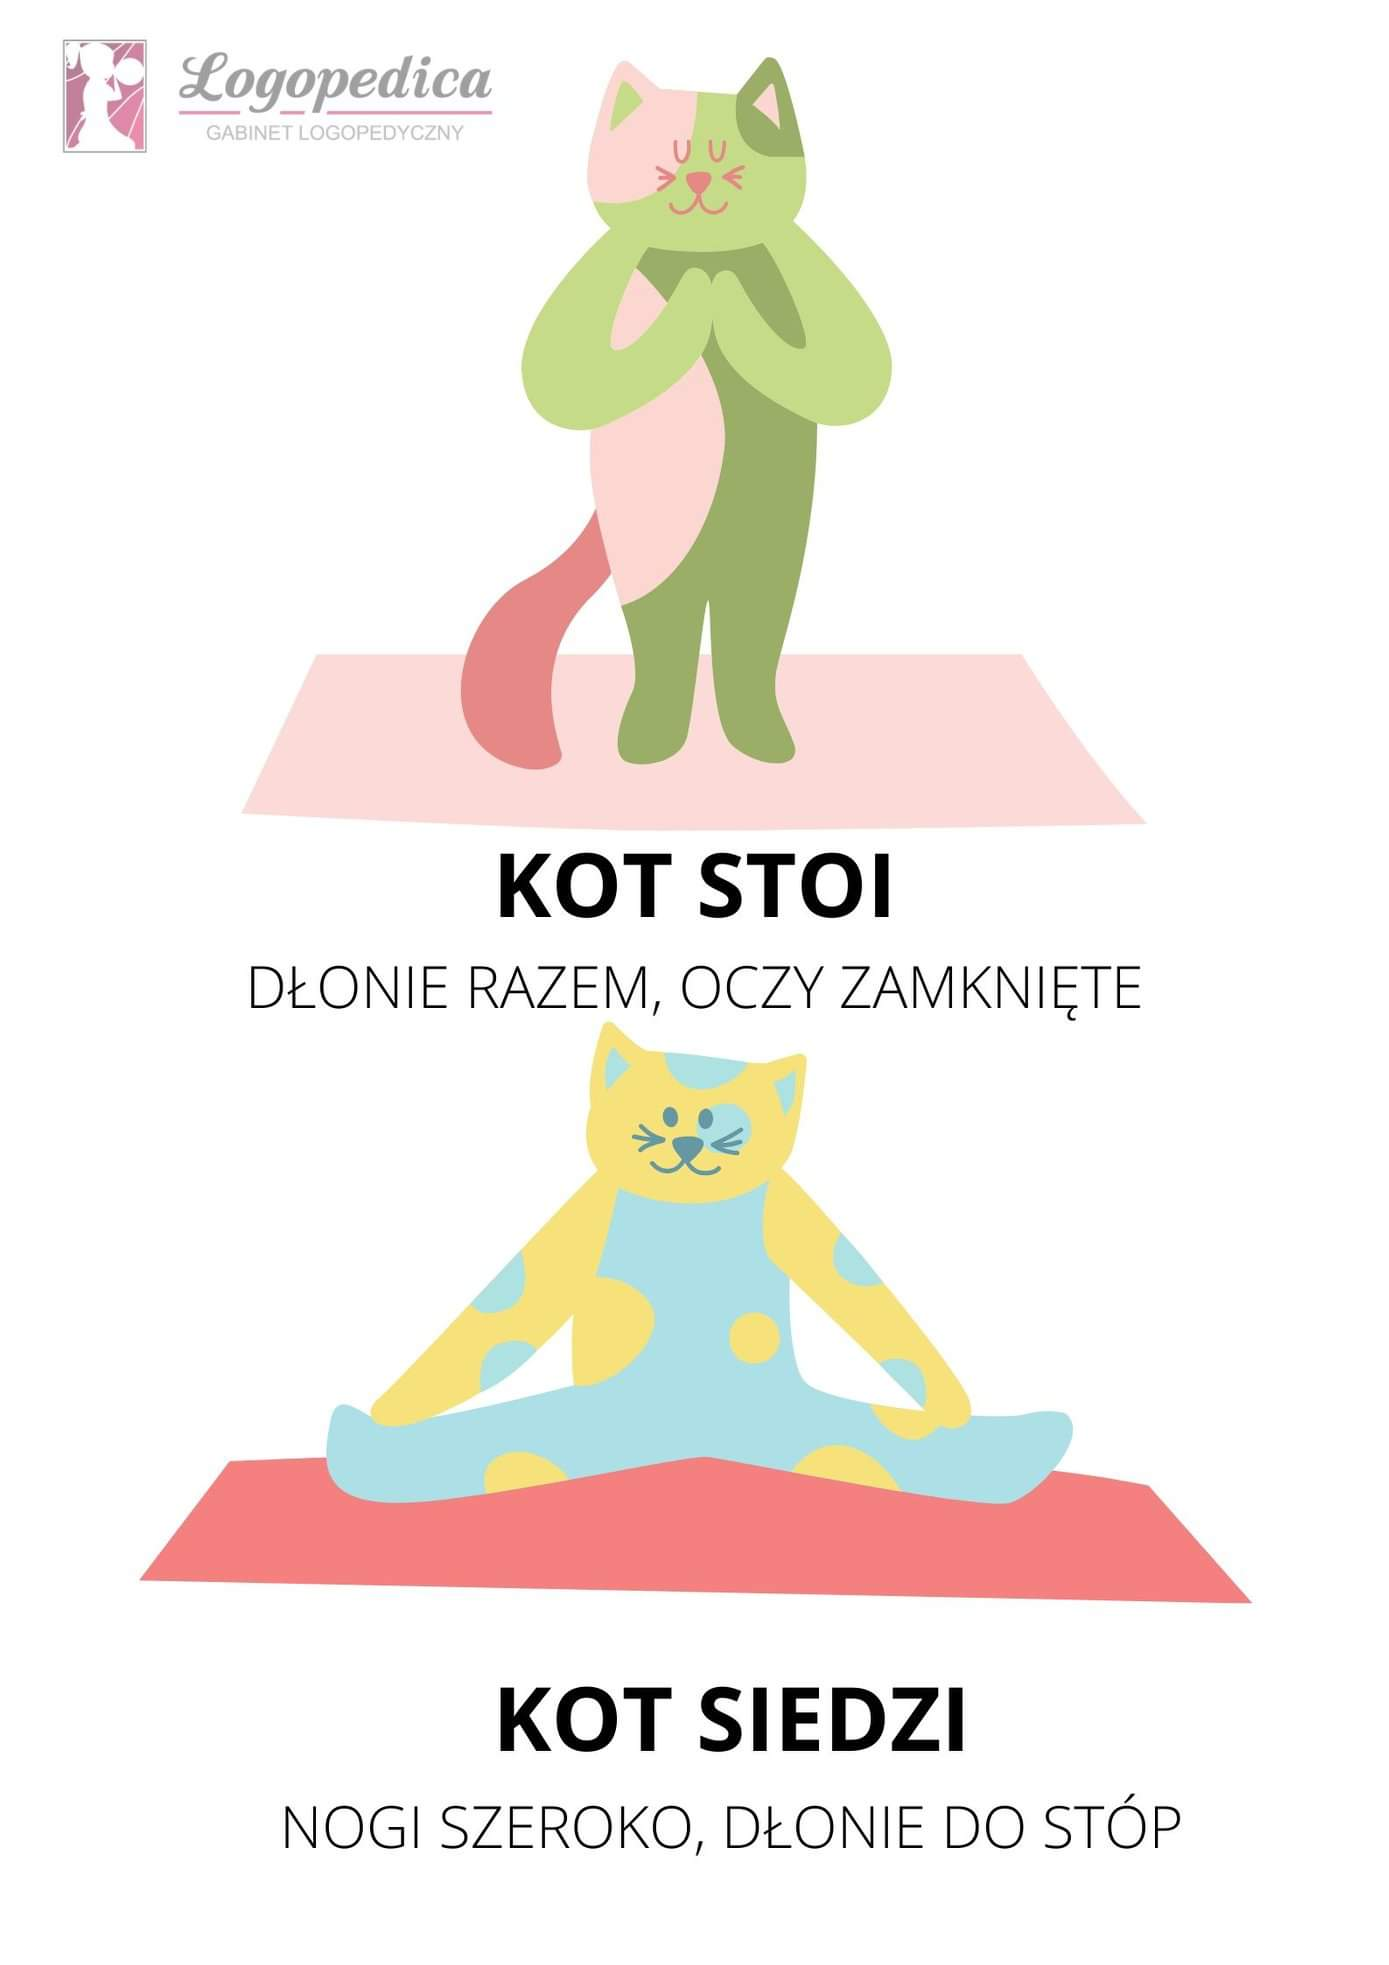 Logopedica
GABINET LOGOPEDYCZNY
KOT STOI
DŁONIE RAZEM, OCZY ZAMKNIĘTE
KOT SIEDZI
NOGI SZEROKO, DŁONIE DO STÓP